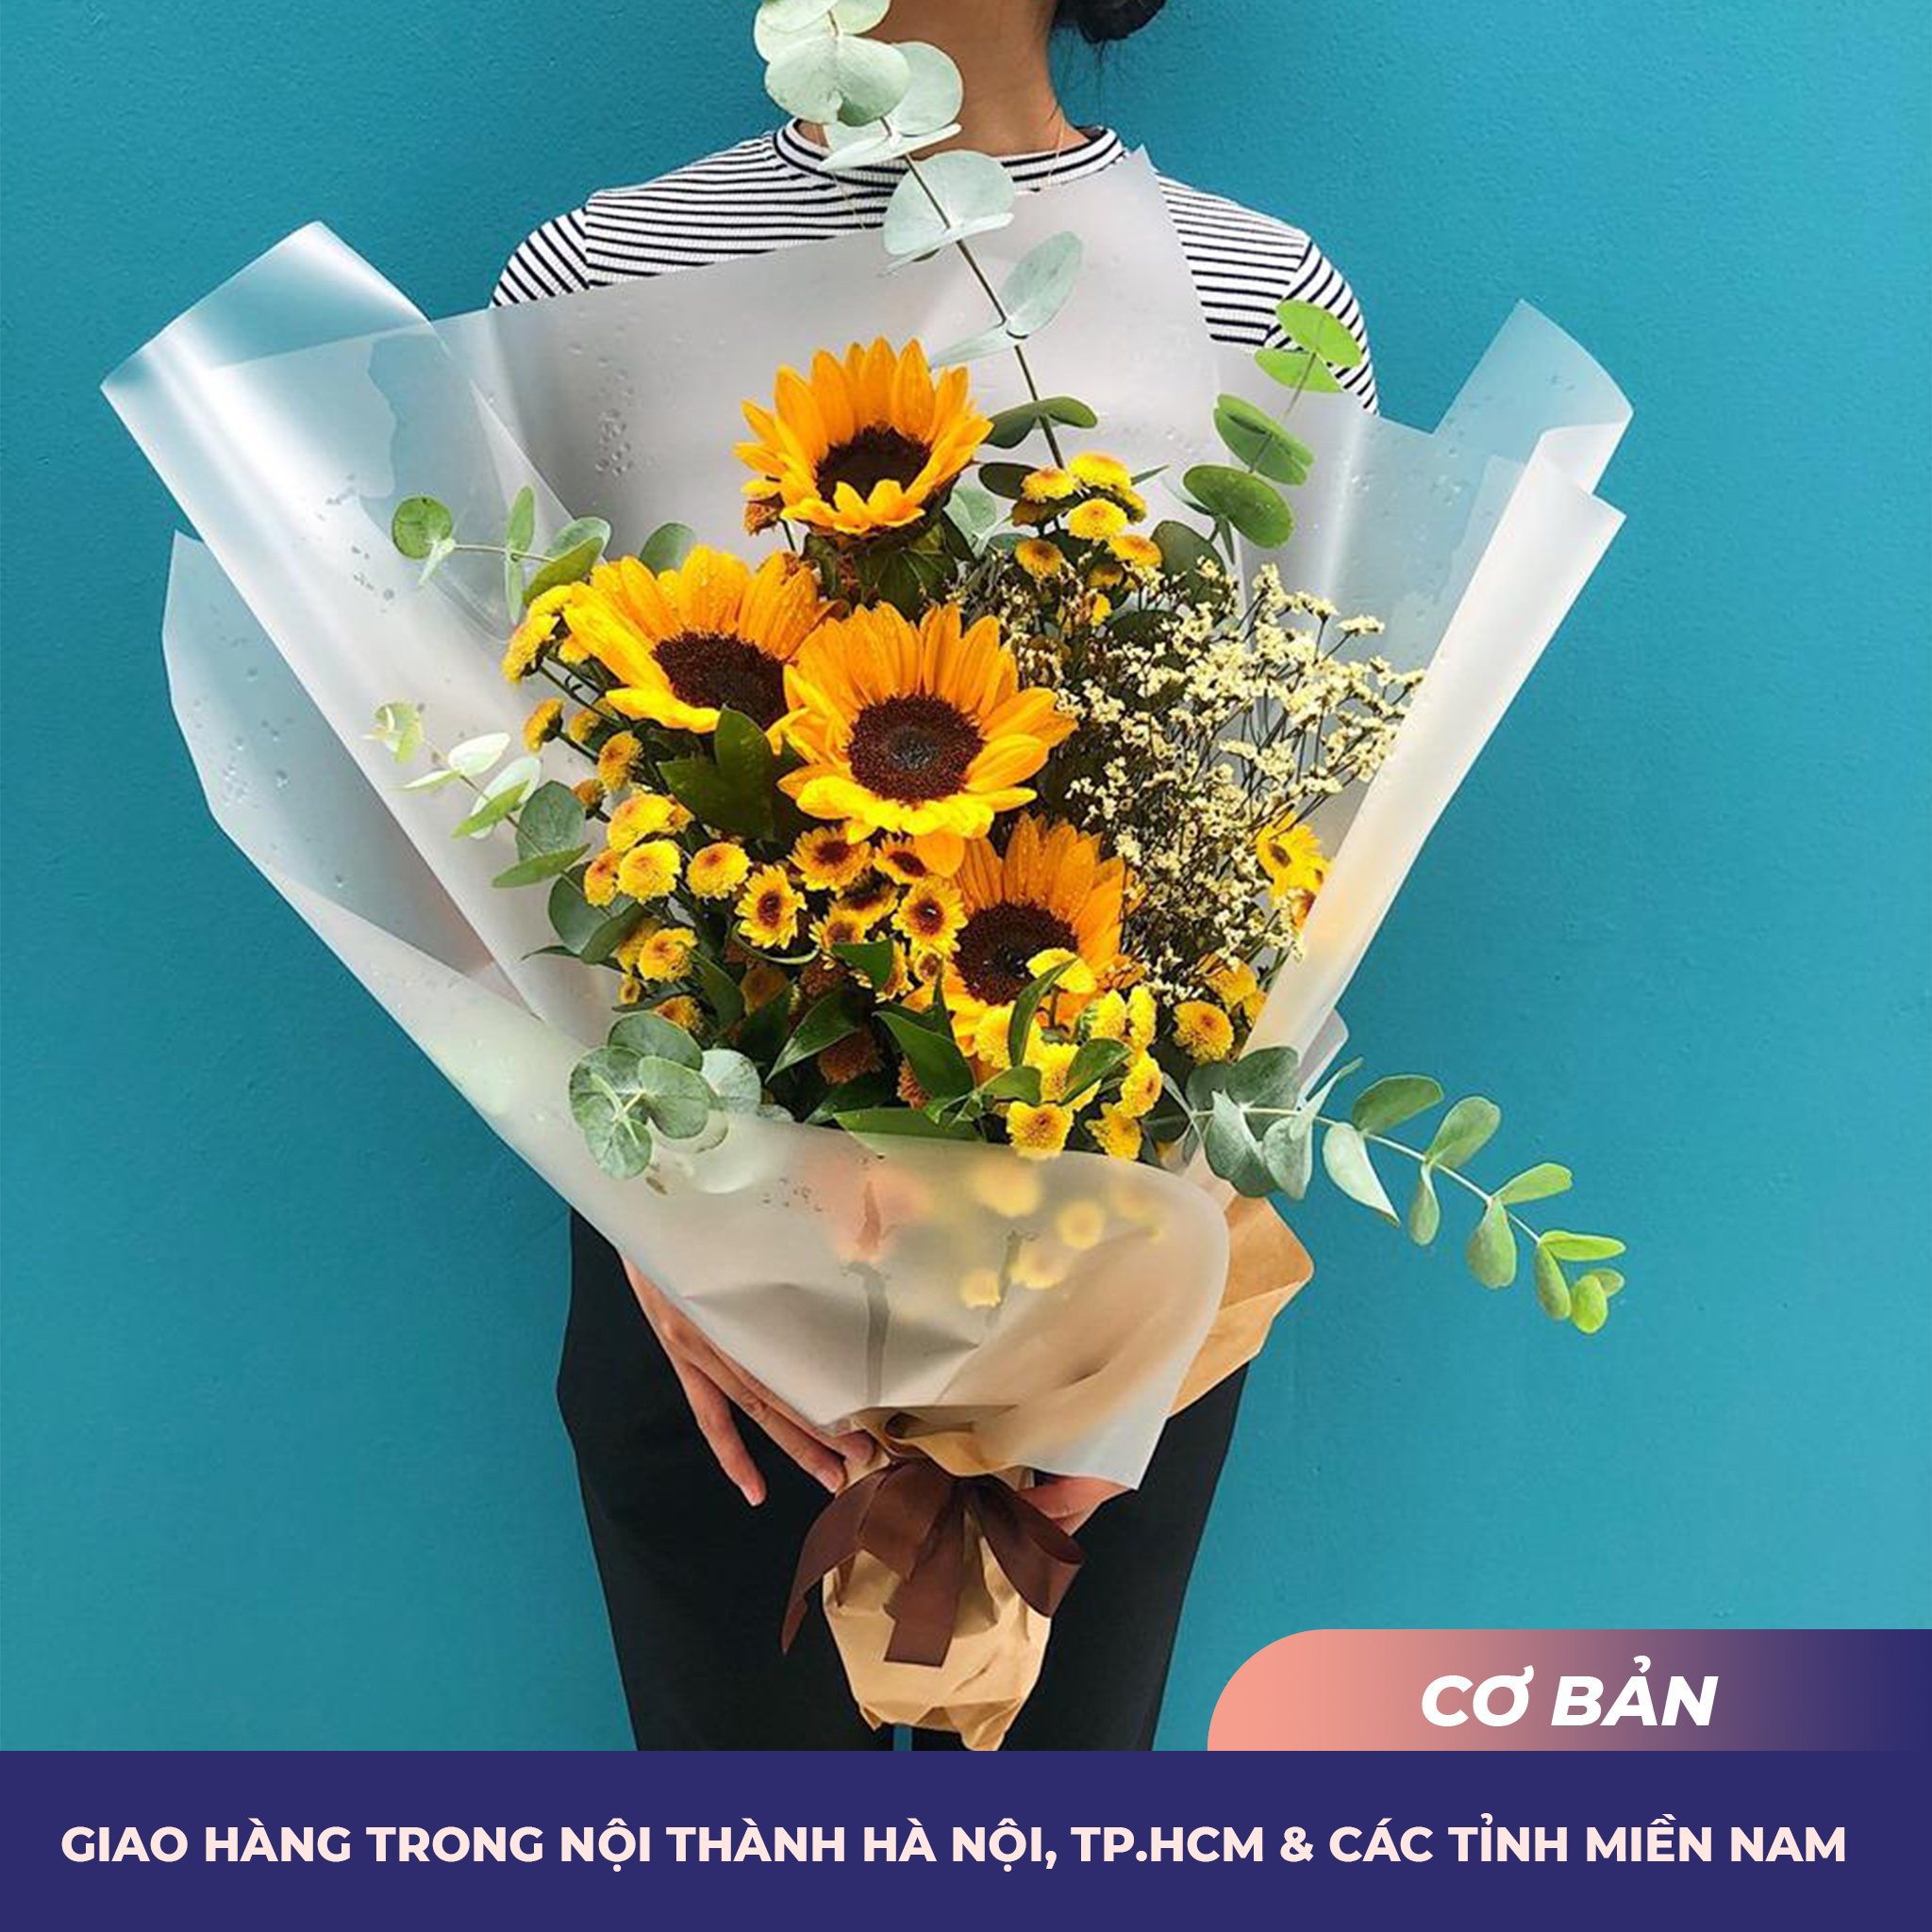 CƠ BẢN
GIAO HÀNG TRONG NỘI THÀNH HÀ NỘI, TP.HCM & CÁC TỈNH MIỀN NAM